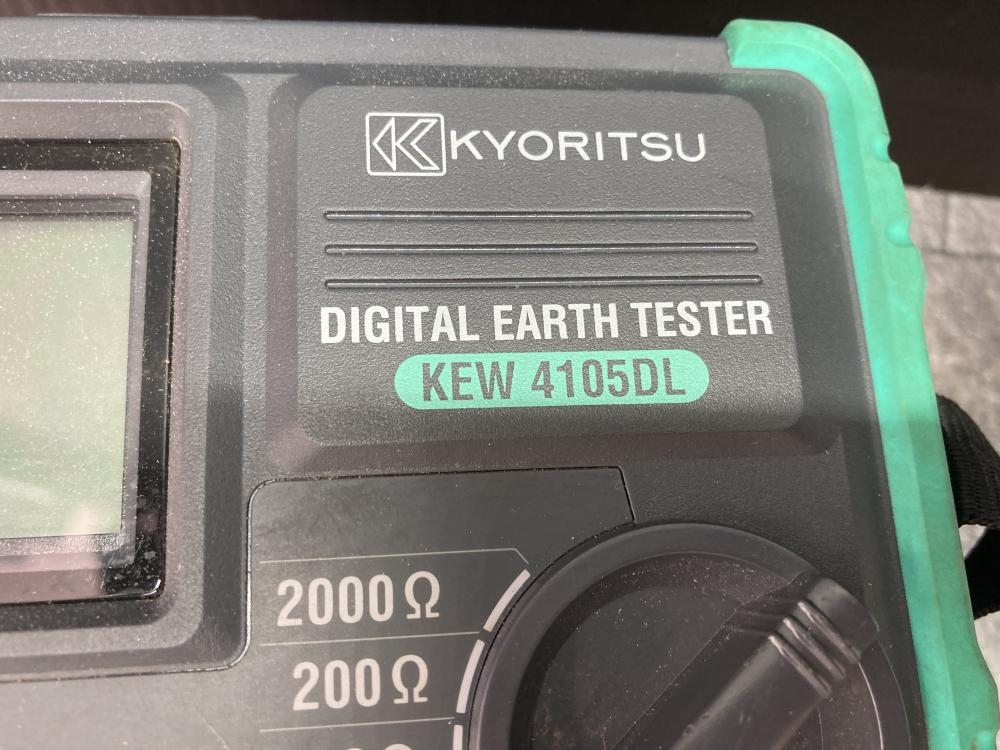 KYORITSU
DIGITAL EARTH TESTER
KEW 4105DL
2000Ω
200Ω